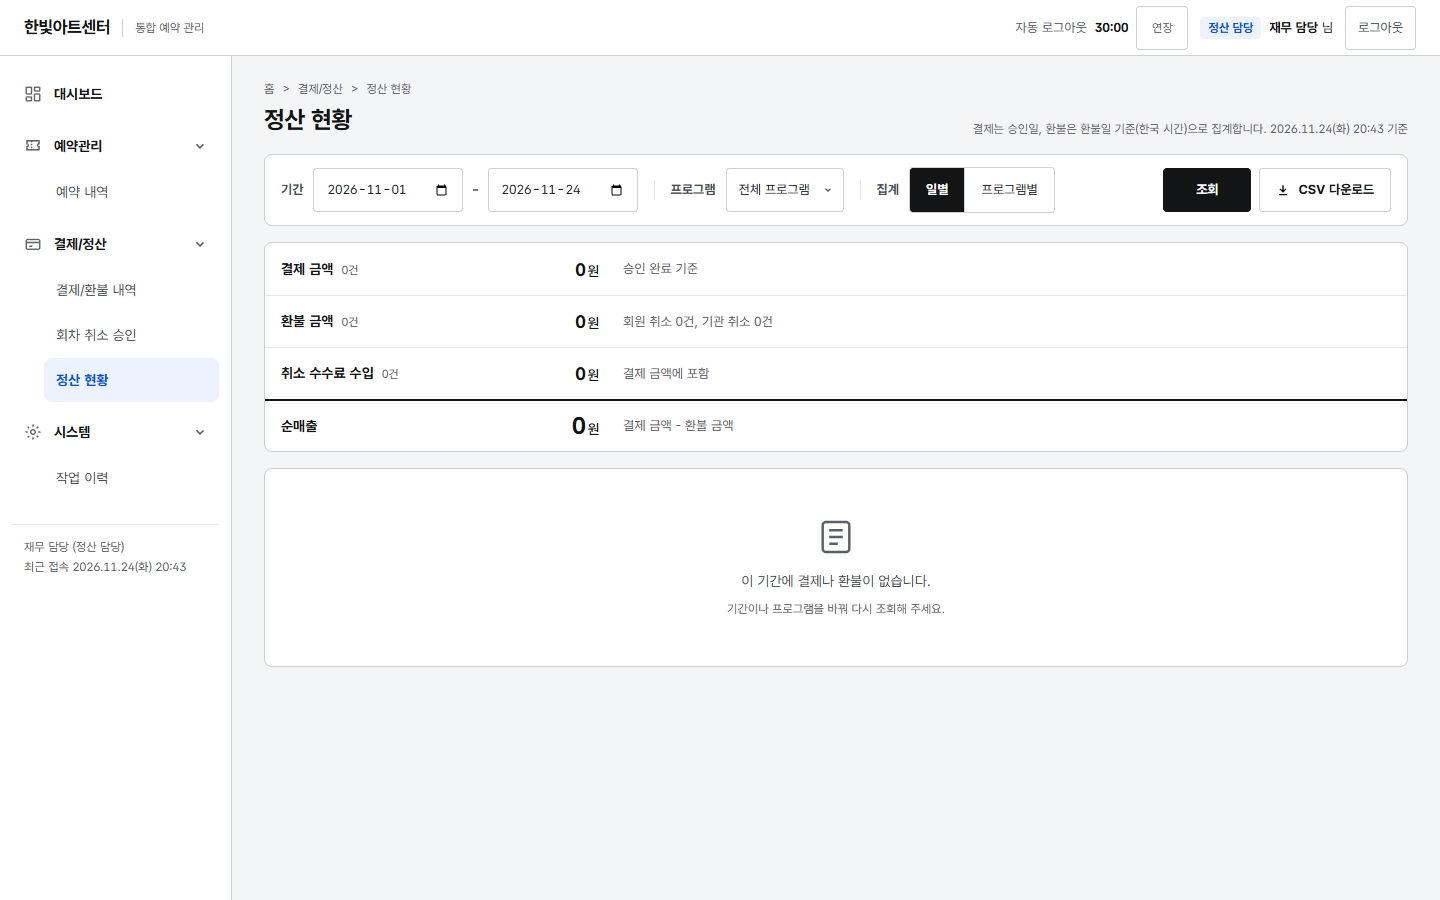 한빛아트센터 통합 예약 관리 자동 로그아웃 30:00 연장 정산 담당 재무 담당 님 로그아웃
대시보드
예약관리
예약 내역
결제/정산
결제/환불 내역
회차 취소 승인
정산 현황
시스템
작업 이력
재무 담당 (정산 담당)
최근 접속 2026.11.24(화) 20:43
홈 > 결제/정산 > 정산 현황
정산 현황
결제는 승인일, 환불은 환불일 기준(한국 시간)으로 집계합니다. 2026.11.24(화) 20:43 기준
기간 2026-11-01 - 2026-11-24 프로그램 전체 프로그램 집계 일별 프로그램별 조회 CSV 다운로드
결제 금액 0건 0원 승인 완료 기준
환불 금액 0건 0원 회원 취소 0건, 기관 취소 0건
취소 수수료 수입 0건 0원 결제 금액에 포함
순매출 0원 결제 금액 - 환불 금액
이 기간에 결제나 환불이 없습니다.
기간이나 프로그램을 바꿔 다시 조회해 주세요.